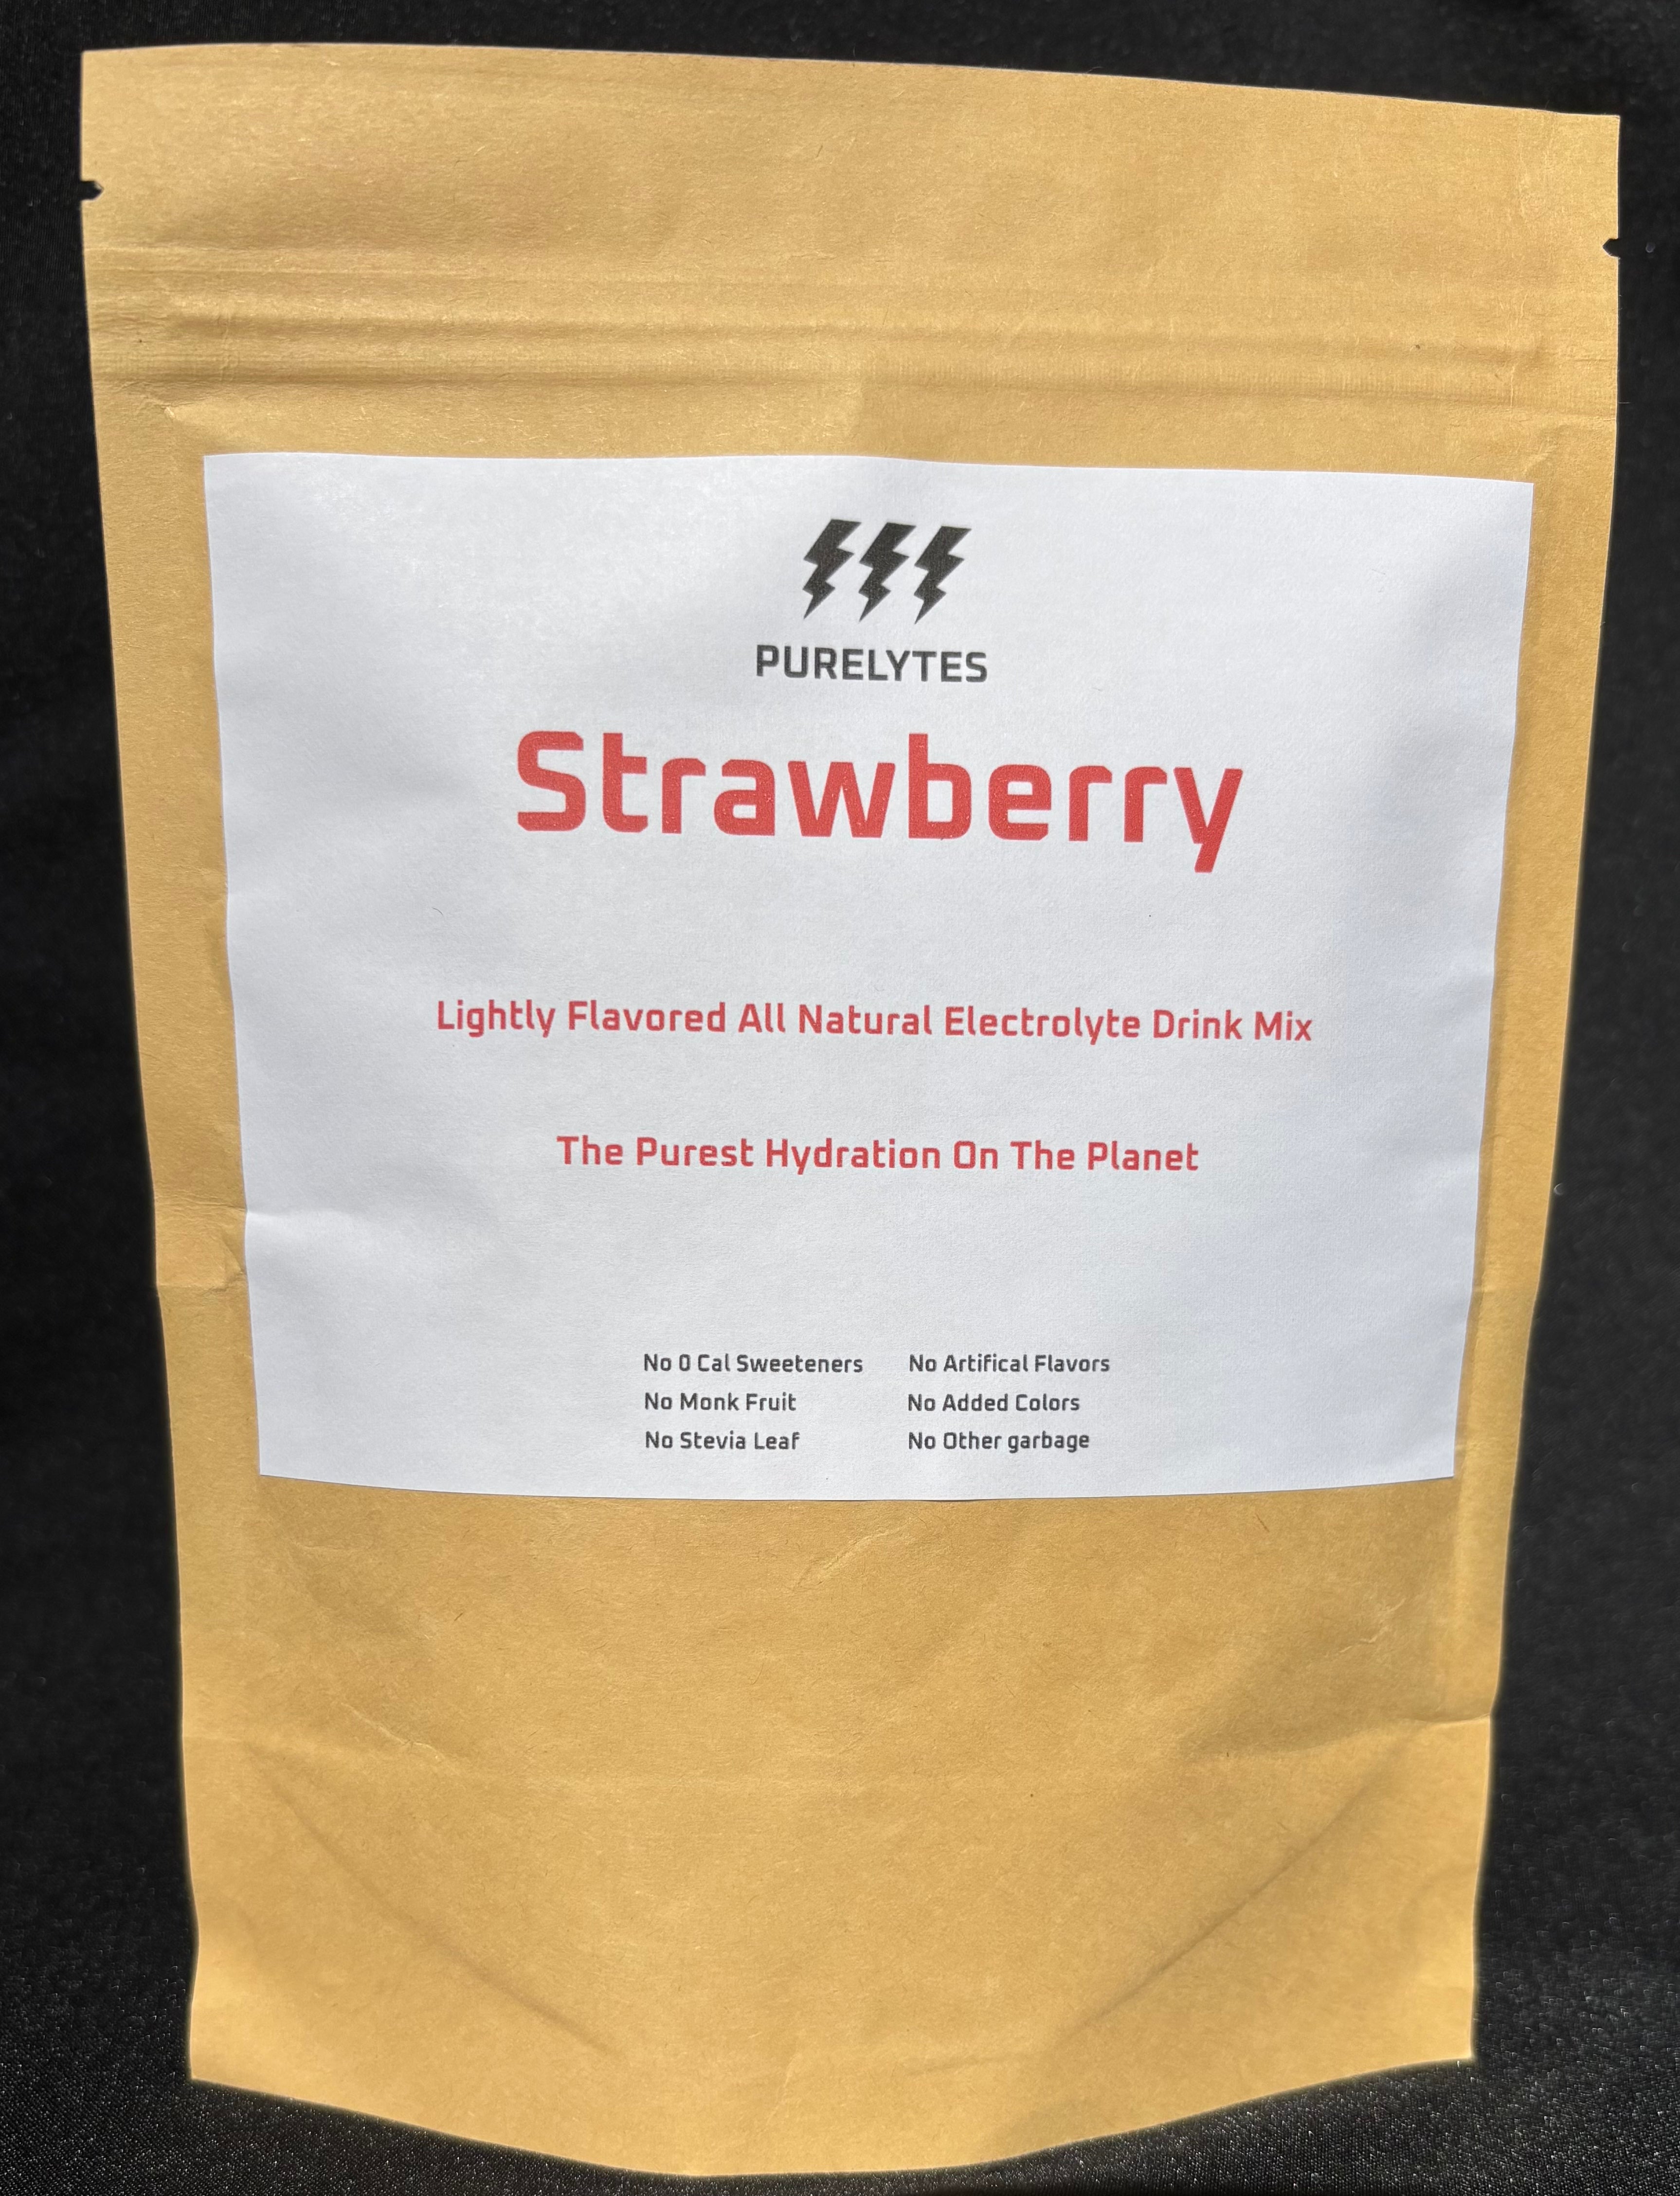 PURELYTES
Strawberry
Lightly Flavored All Natural Electrolyte Drink Mix
The Purest Hydration On The Planet
No 0 Cal Sweeteners No Artifical Flavors
No Monk Fruit No Added Colors
No Stevia Leaf No Other garbage